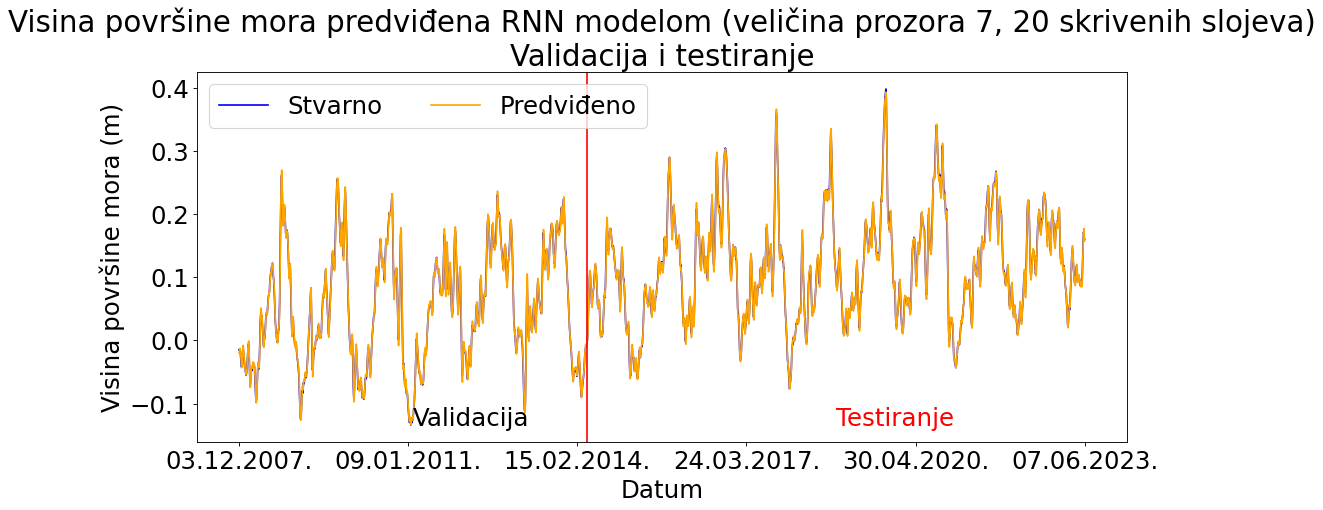 Visina površine mora predviđena RNN modelom (veličina prozora 7, 20 skrivenih slojeva)
Validacija i testiranje
Stvarno
Predviđeno
Visina površine mora (m)
0.4
0.3
0.2
0.1
0.0
−0.1
Validacija
Testiranje
03.12.2007.
09.01.2011.
15.02.2014.
24.03.2017.
30.04.2020.
07.06.2023.
Datum